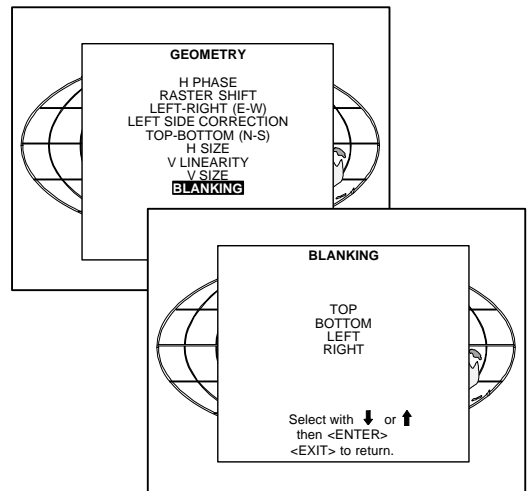 GEOMETRY
H PHASE
RASTER SHIFT
LEFT-RIGHT (E-W)
LEFT SIDE CORRECTION
TOP-BOTTOM (N-S)
H SIZE
V LINEARITY
V SIZE
BLANKING
BLANKING
TOP
BOTTOM
LEFT
RIGHT
Select with ⬇ or ⬆
then <ENTER>
<EXIT> to return.